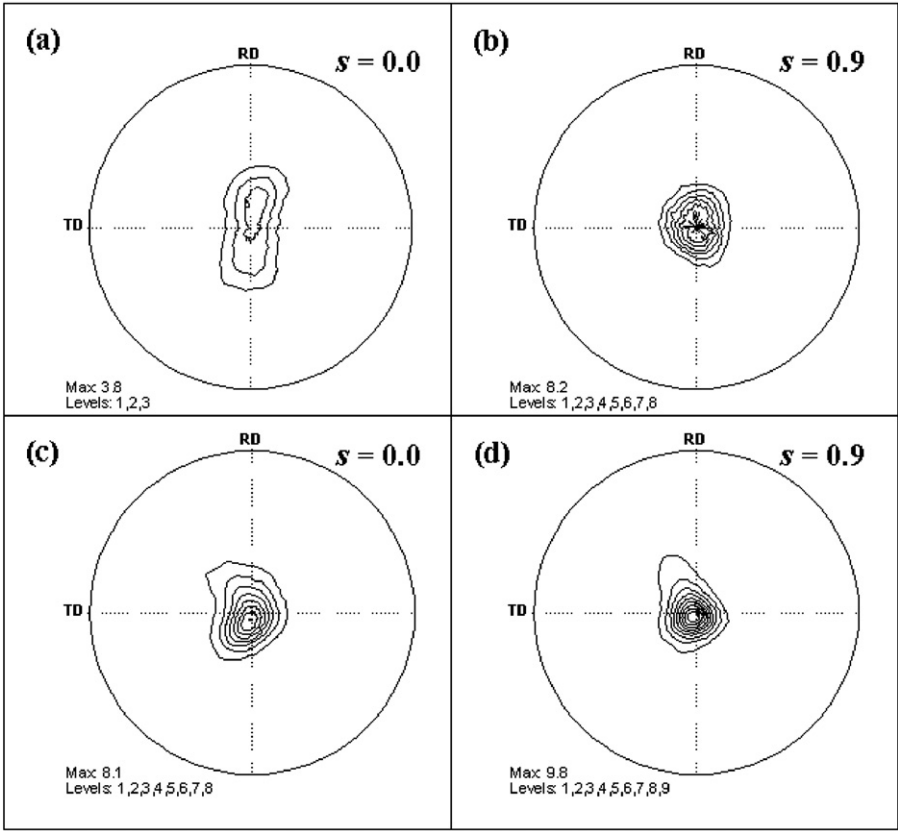 (a)
RD
s = 0.0
TD
Max: 3.8
Levels: 1,2,3
(b)
RD
s = 0.9
TD
Max: 8.2
Levels: 1,2,3,4,5,6,7,8
(c)
RD
s = 0.0
TD
Max: 8.1
Levels: 1,2,3,4,5,6,7,8
(d)
RD
s = 0.9
TD
Max: 9.8
Levels: 1,2,3,4,5,6,7,8,9